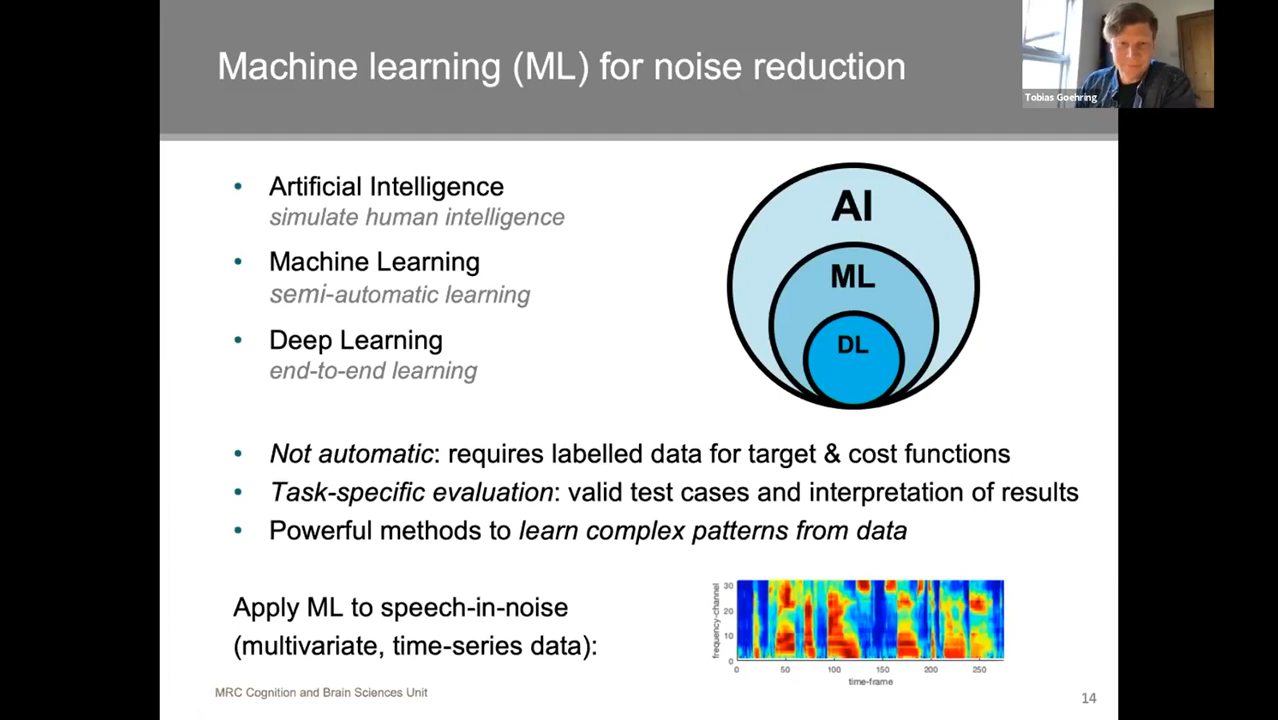 Machine learning (ML) for noise reduction
Tobias Goehring
• Artificial Intelligence
simulate human intelligence
• Machine Learning
semi-automatic learning
• Deep Learning
end-to-end learning
AI
ML
DL
• Not automatic: requires labelled data for target & cost functions
• Task-specific evaluation: valid test cases and interpretation of results
• Powerful methods to learn complex patterns from data
Apply ML to speech-in-noise
(multivariate, time-series data):
frequency-channel
30
20
10
0
0 50 100 150 200 250
time-frame
MRC Cognition and Brain Sciences Unit
14